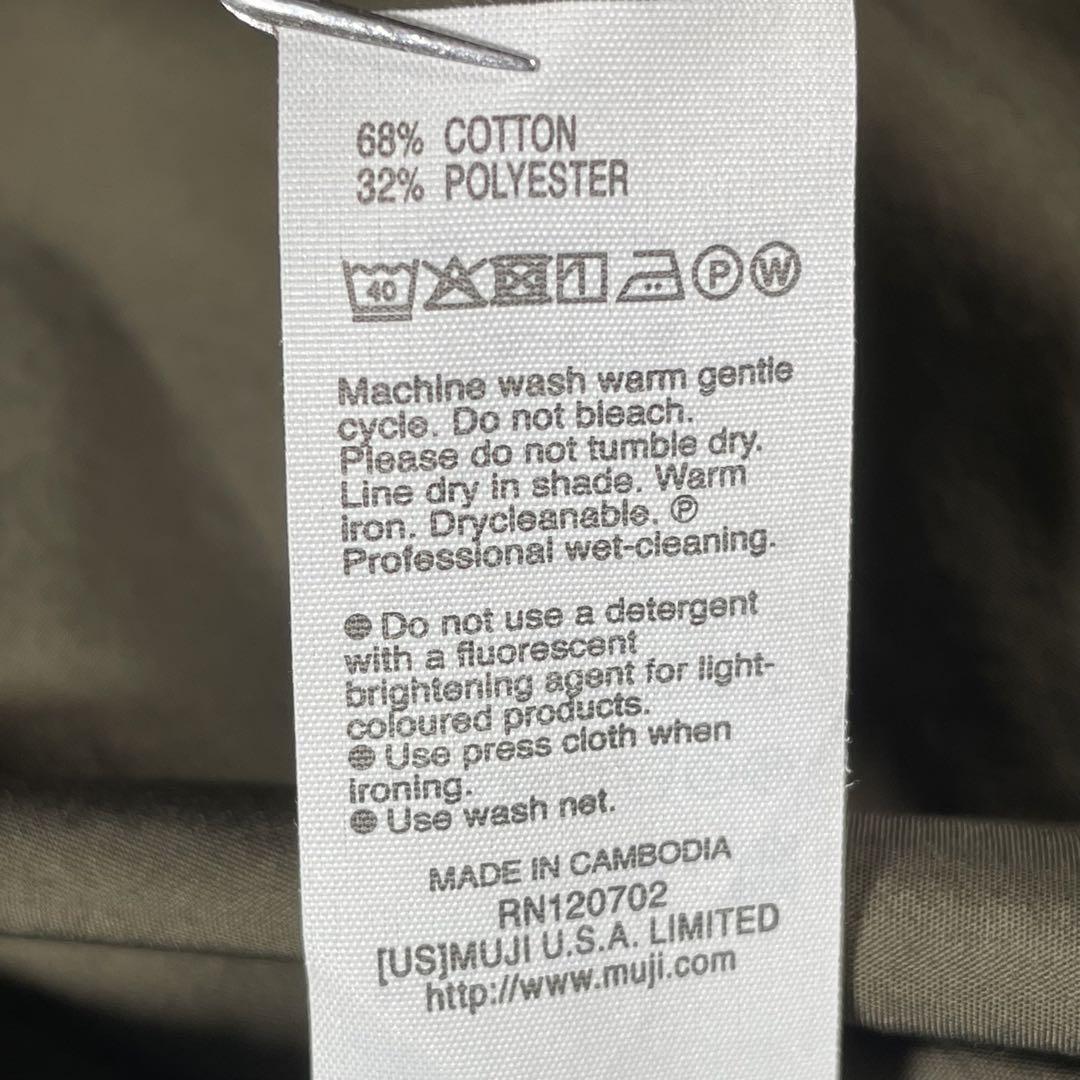 68% COTTON
32% POLYESTER
40 P W
Machine wash warm gentle
cycle. Do not bleach.
Please do not tumble dry.
Line dry in shade. Warm
iron. Drycleanable. Ⓟ
Professional wet-cleaning.
● Do not use a detergent
with a fluorescent
brightening agent for light-
coloured products.
● Use press cloth when
ironing.
● Use wash net.
MADE IN CAMBODIA
RN120702
[US]MUJI U.S.A. LIMITED
http://www.muji.com